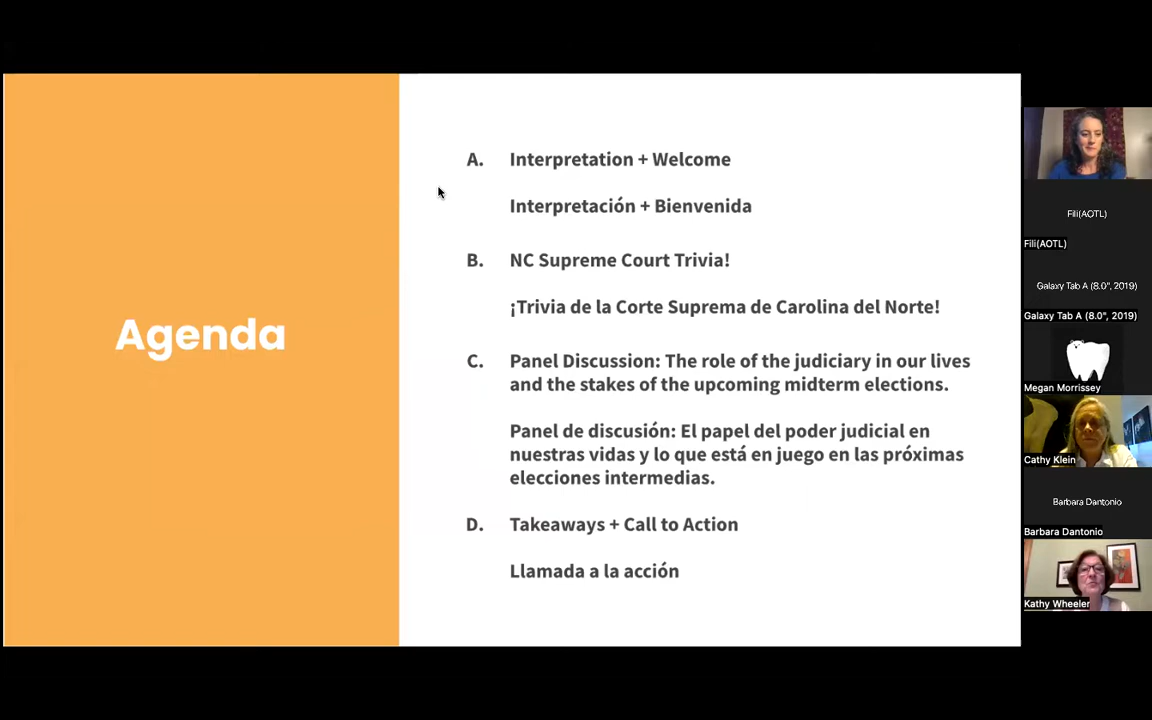 Agenda
A. Interpretation + Welcome
Interpretación + Bienvenida
B. NC Supreme Court Trivia!
¡Trivia de la Corte Suprema de Carolina del Norte!
C. Panel Discussion: The role of the judiciary in our lives
and the stakes of the upcoming midterm elections.
Panel de discusión: El papel del poder judicial en
nuestras vidas y lo que está en juego en las próximas
elecciones intermedias.
D. Takeaways + Call to Action
Llamada a la acción
Fili(AOTL)
Fili(AOTL)
Galaxy Tab A (8.0", 2019)
Galaxy Tab A (8.0", 2019)
Megan Morrissey
Cathy Klein
Barbara Dantonio
Barbara Dantonio
Kathy Wheeler